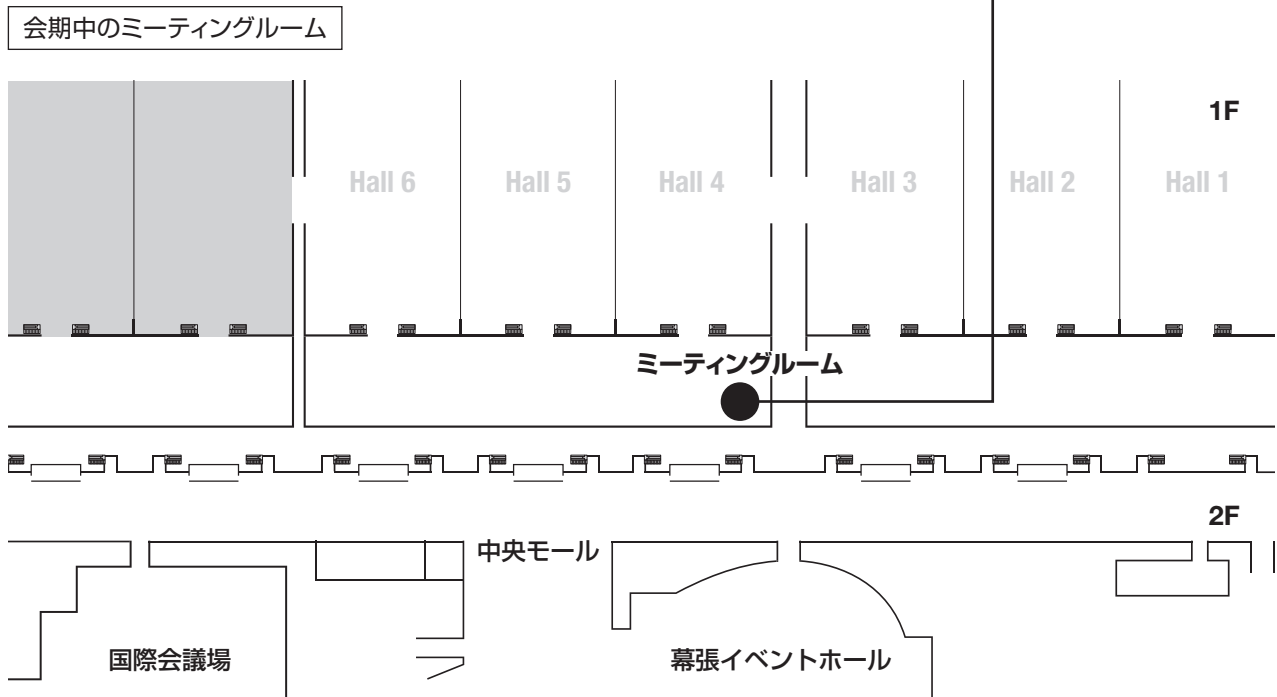 会期中のミーティングルーム
1F
Hall 6
Hall 5
Hall 4
Hall 3
Hall 2
Hall 1
ミーティングルーム
2F
中央モール
国際会議場
幕張イベントホール